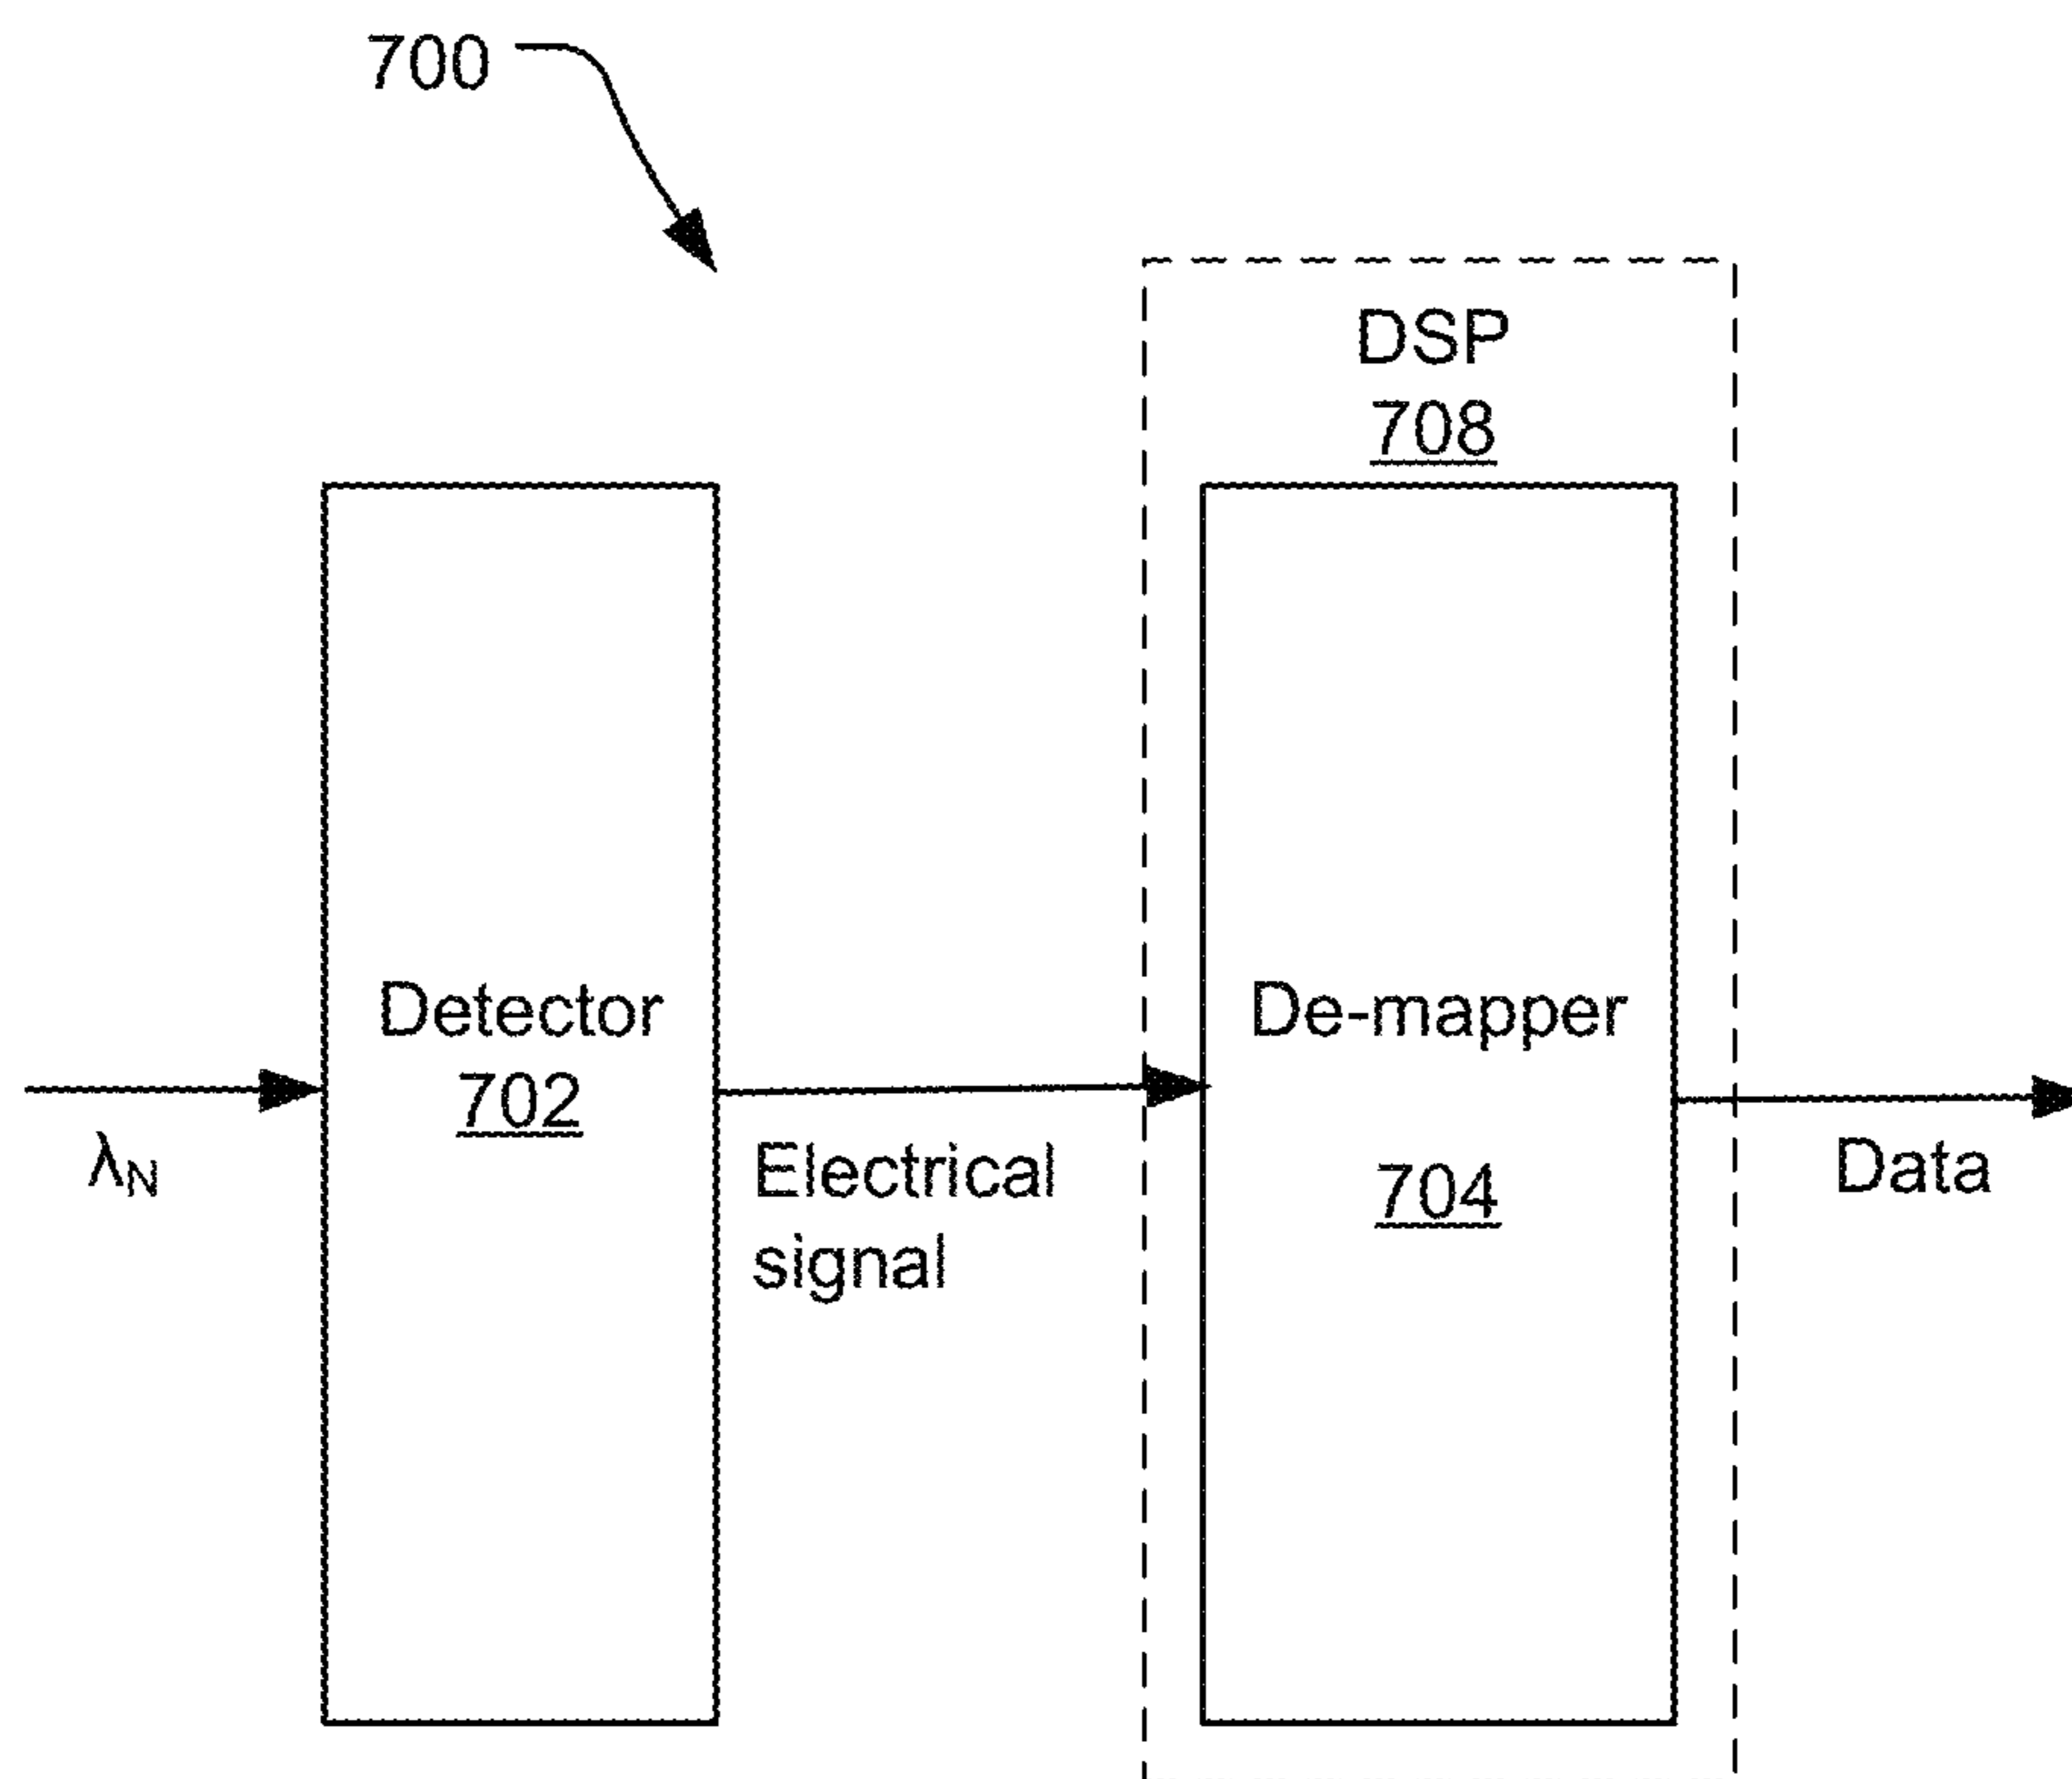 700
DSP
708
Detector
702
De-mapper
704
λN
Electrical
signal
Data